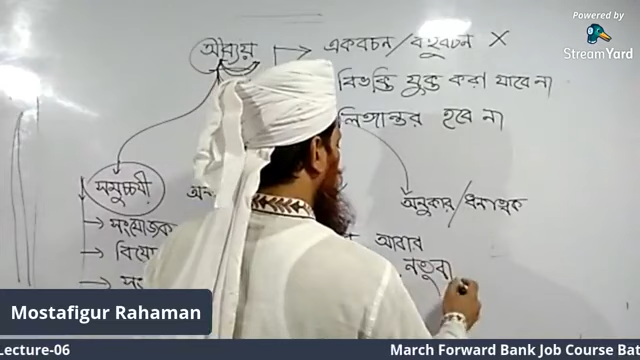 Powered by
StreamYard
অব্যয় → একবচন / বহুবচন X
বিভক্তি যুক্ত করা যাবে না
লিঙ্গান্তর হবে না
সমুচ্চয়ী
অনুকার / ধ্বন্যাত্মক
→ সংযোজক
আবার
→ বিয়ো
নতুবা
→ সং
Mostafigur Rahaman
Lecture-06
March Forward Bank Job Course Bat